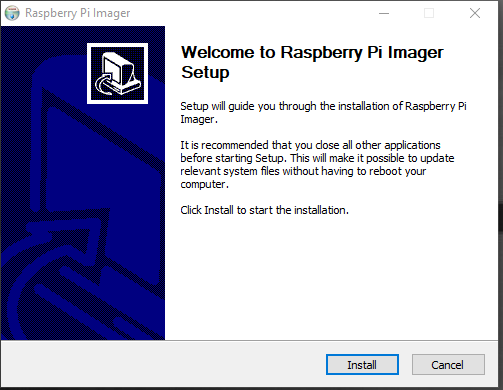 Raspberry Pi Imager
Welcome to Raspberry Pi Imager
Setup
Setup will guide you through the installation of Raspberry Pi
Imager.
It is recommended that you close all other applications
before starting Setup. This will make it possible to update
relevant system files without having to reboot your
computer.
Click Install to start the installation.
Install
Cancel